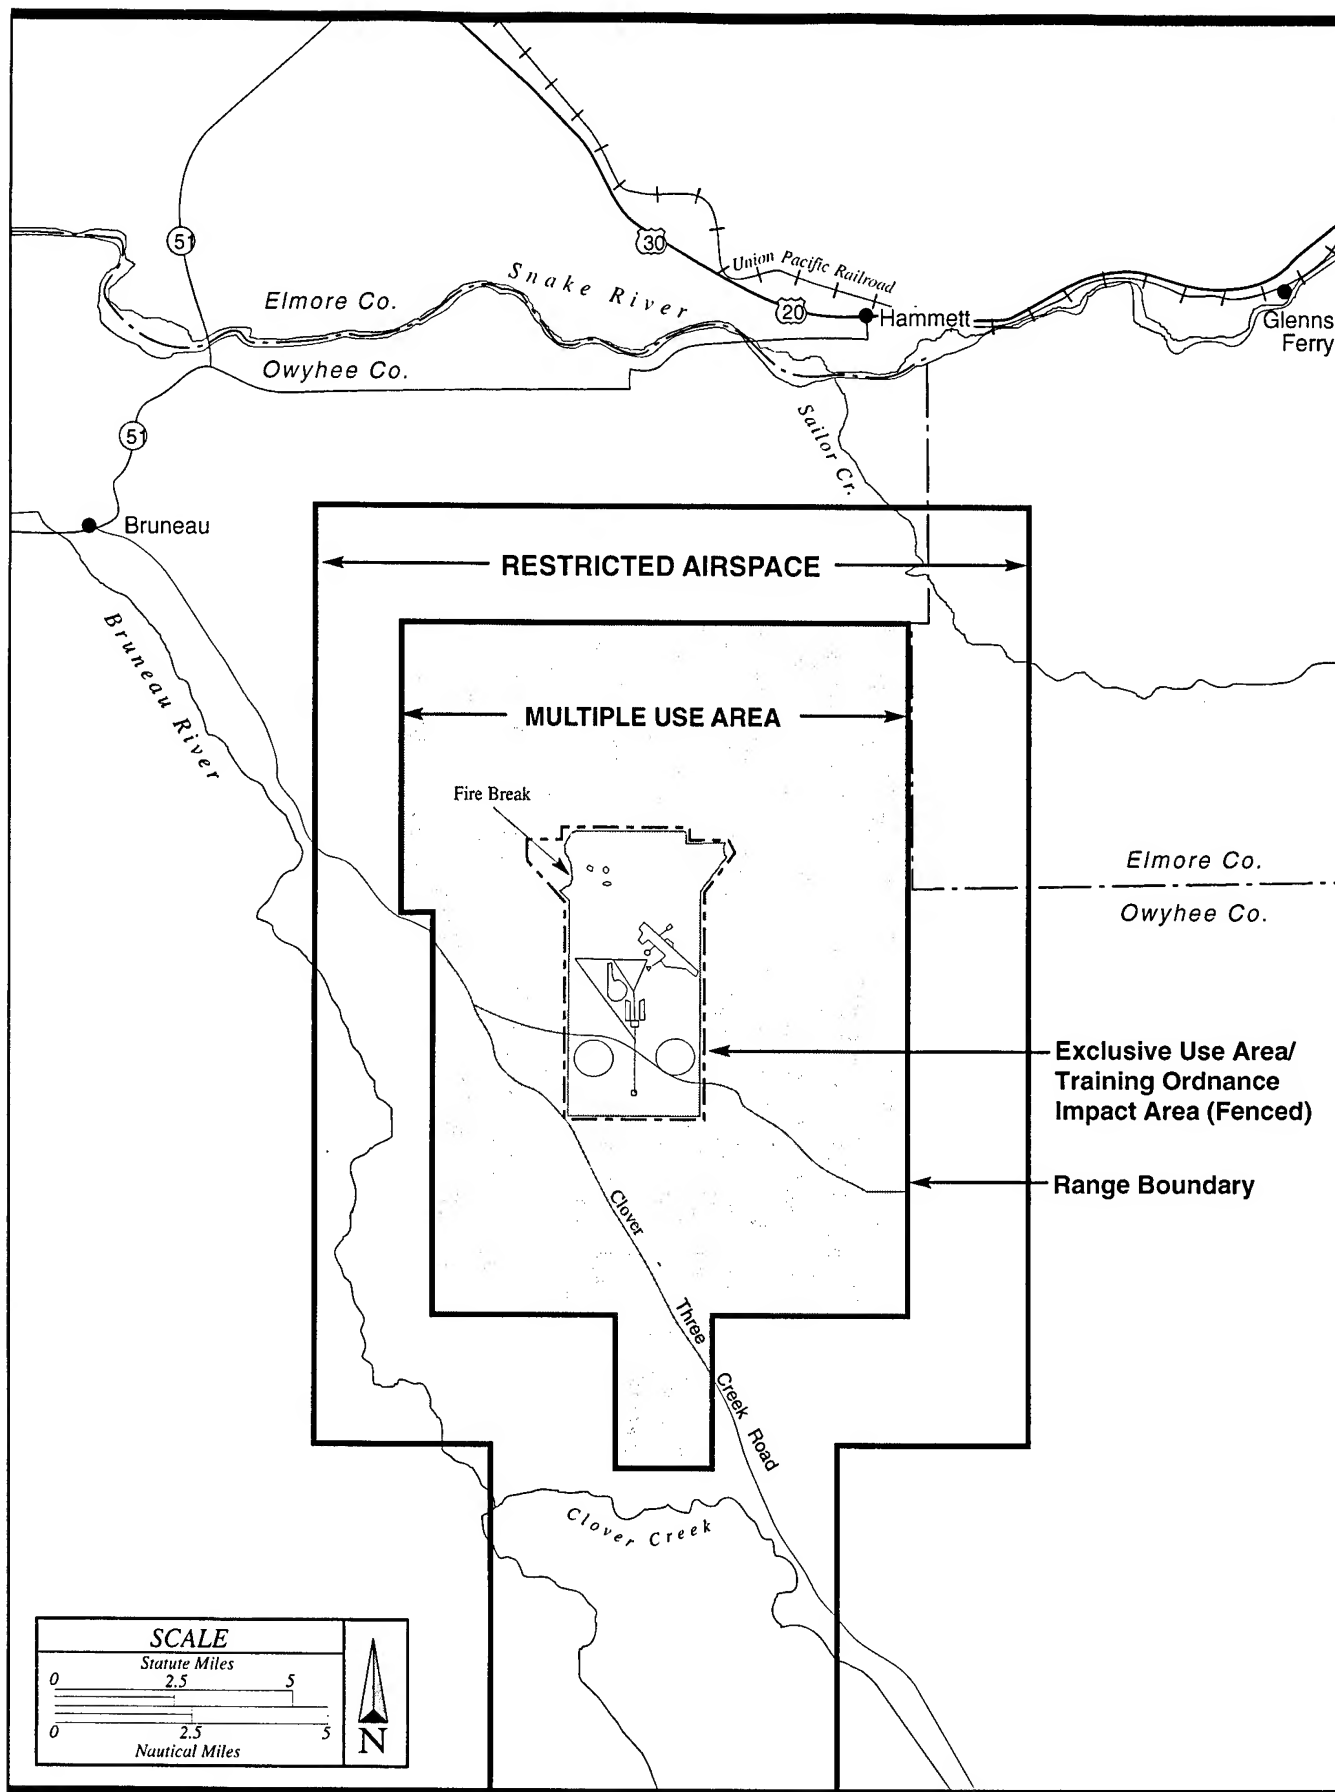 51
30
Union Pacific Railroad
Snake River
Elmore Co.
20
Hammett
Glenns
Ferry
Owyhee Co.
51
Sailor Cr.
Bruneau
RESTRICTED AIRSPACE
Bruneau River
MULTIPLE USE AREA
Fire Break
Elmore Co.
Owyhee Co.
Exclusive Use Area/
Training Ordnance
Impact Area (Fenced)
Range Boundary
Clover Three Creek Road
Clover Creek
SCALE
Statute Miles
0 2.5 5
0 2.5 5
Nautical Miles
N